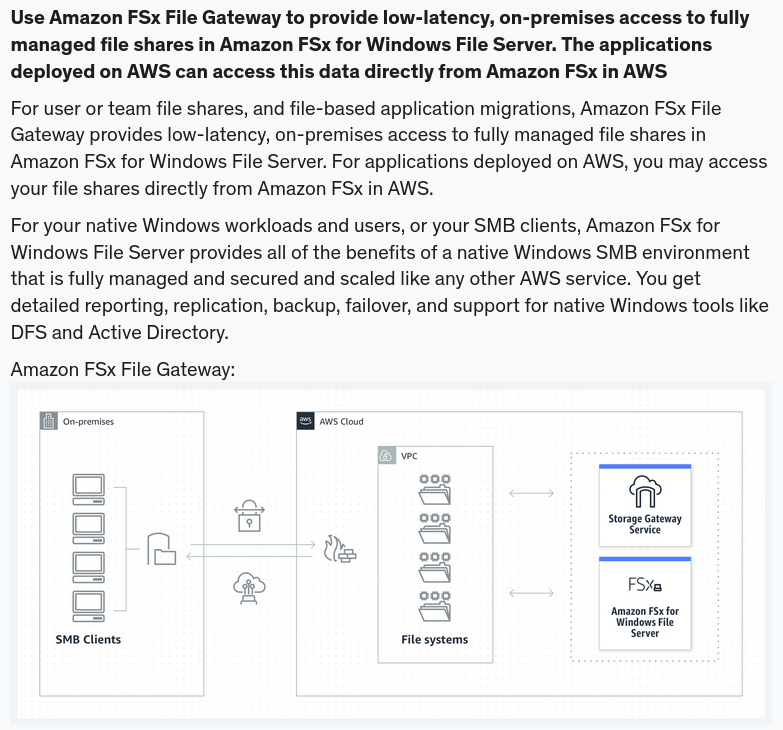 Use Amazon FSx File Gateway to provide low-latency, on-premises access to fully
managed file shares in Amazon FSx for Windows File Server. The applications
deployed on AWS can access this data directly from Amazon FSx in AWS
For user or team file shares, and file-based application migrations, Amazon FSx File
Gateway provides low-latency, on-premises access to fully managed file shares in
Amazon FSx for Windows File Server. For applications deployed on AWS, you may access
your file shares directly from Amazon FSx in AWS.
For your native Windows workloads and users, or your SMB clients, Amazon FSx for
Windows File Server provides all of the benefits of a native Windows SMB environment
that is fully managed and secured and scaled like any other AWS service. You get
detailed reporting, replication, backup, failover, and support for native Windows tools like
DFS and Active Directory.
Amazon FSx File Gateway:
On-premises
aws AWS Cloud
VPC
Storage Gateway
Service
FSx
Amazon FSx for
Windows File
Server
SMB Clients
File systems